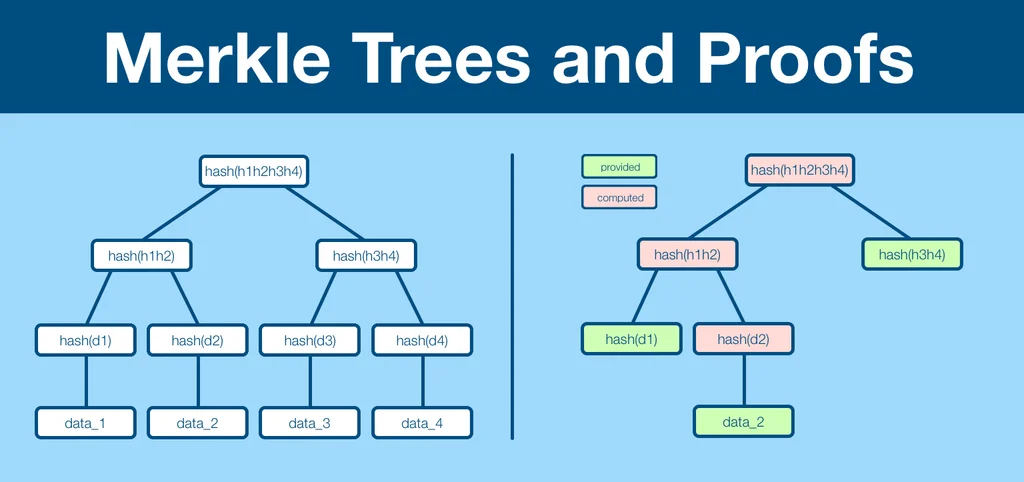 Merkle Trees and Proofs
hash(h1h2h3h4)
hash(h1h2)
hash(h3h4)
hash(d1)
hash(d2)
hash(d3)
hash(d4)
data_1
data_2
data_3
data_4
provided
computed
hash(h1h2h3h4)
hash(h1h2)
hash(h3h4)
hash(d1)
hash(d2)
data_2